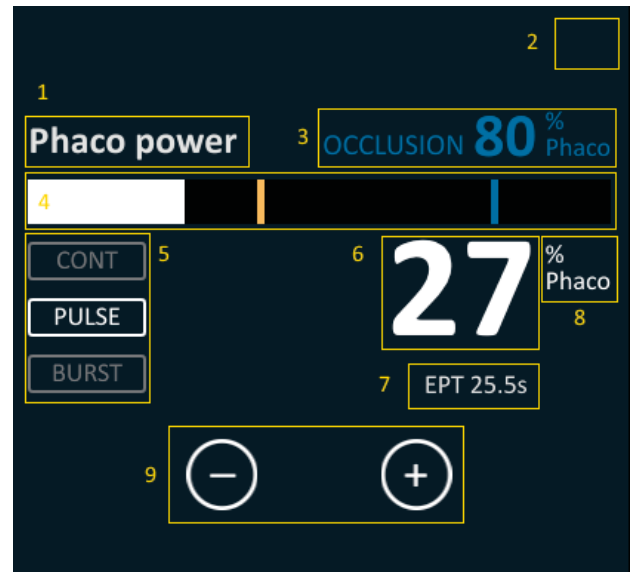 2
1
Phaco power
3
OCCLUSION 80 % Phaco
4
CONT
5
PULSE
BURST
6
27
% Phaco
8
7
EPT 25.5s
9
−
+